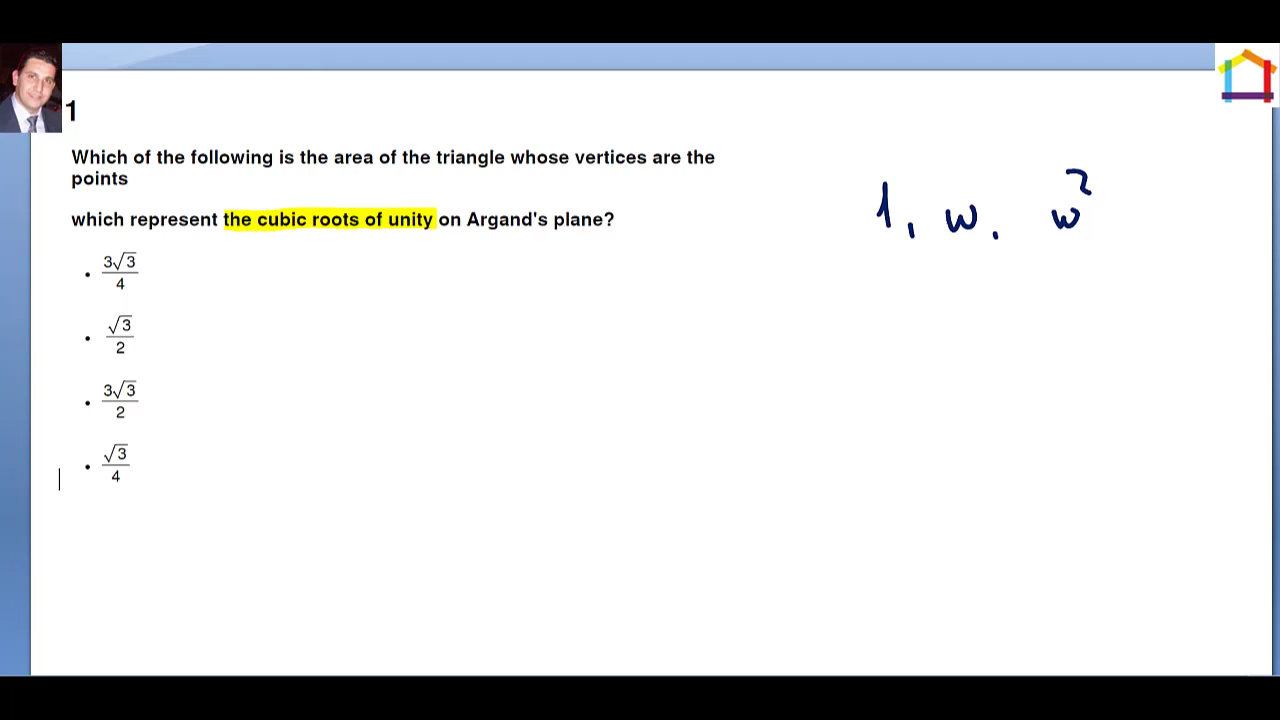 1
Which of the following is the area of the triangle whose vertices are the
points
which represent the cubic roots of unity on Argand's plane?
1, w, w²
• 3√3/4
• √3/2
• 3√3/2
• √3/4